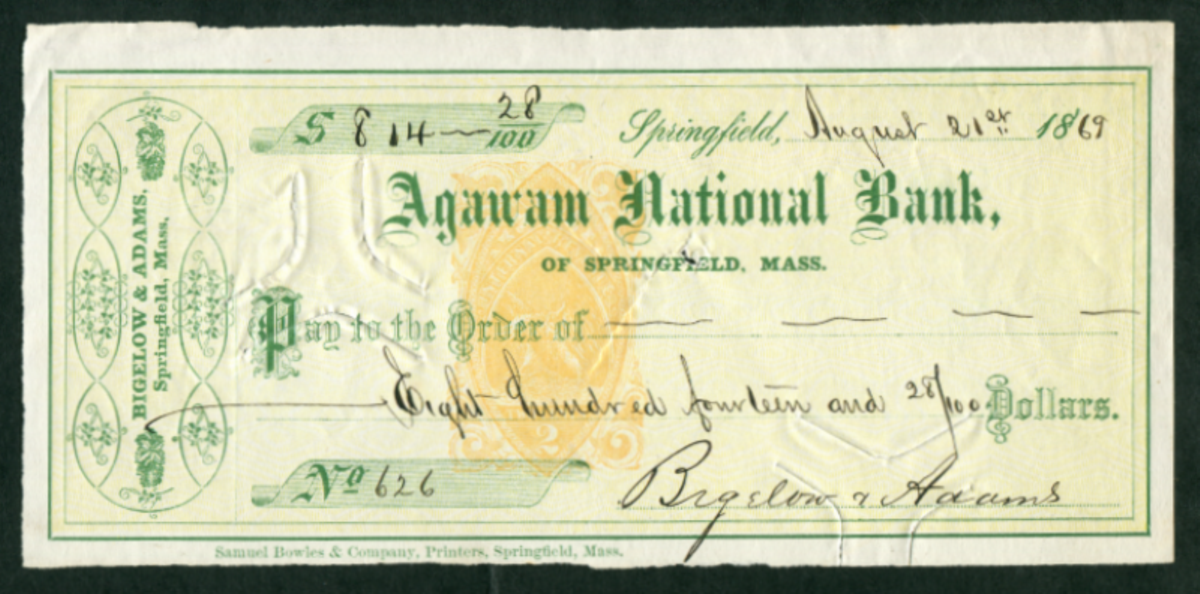 $ 814 — 28/100 Springfield, August 21st 1869
Agawam National Bank,
OF SPRINGFIELD, MASS.
Pay to the Order of — — — —
Eight hundred fourteen and 28/100 Dollars.
No 626 Bigelow & Adams
BIGELOW & ADAMS,
Springfield, Mass.
Samuel Bowles & Company, Printers, Springfield, Mass.
2